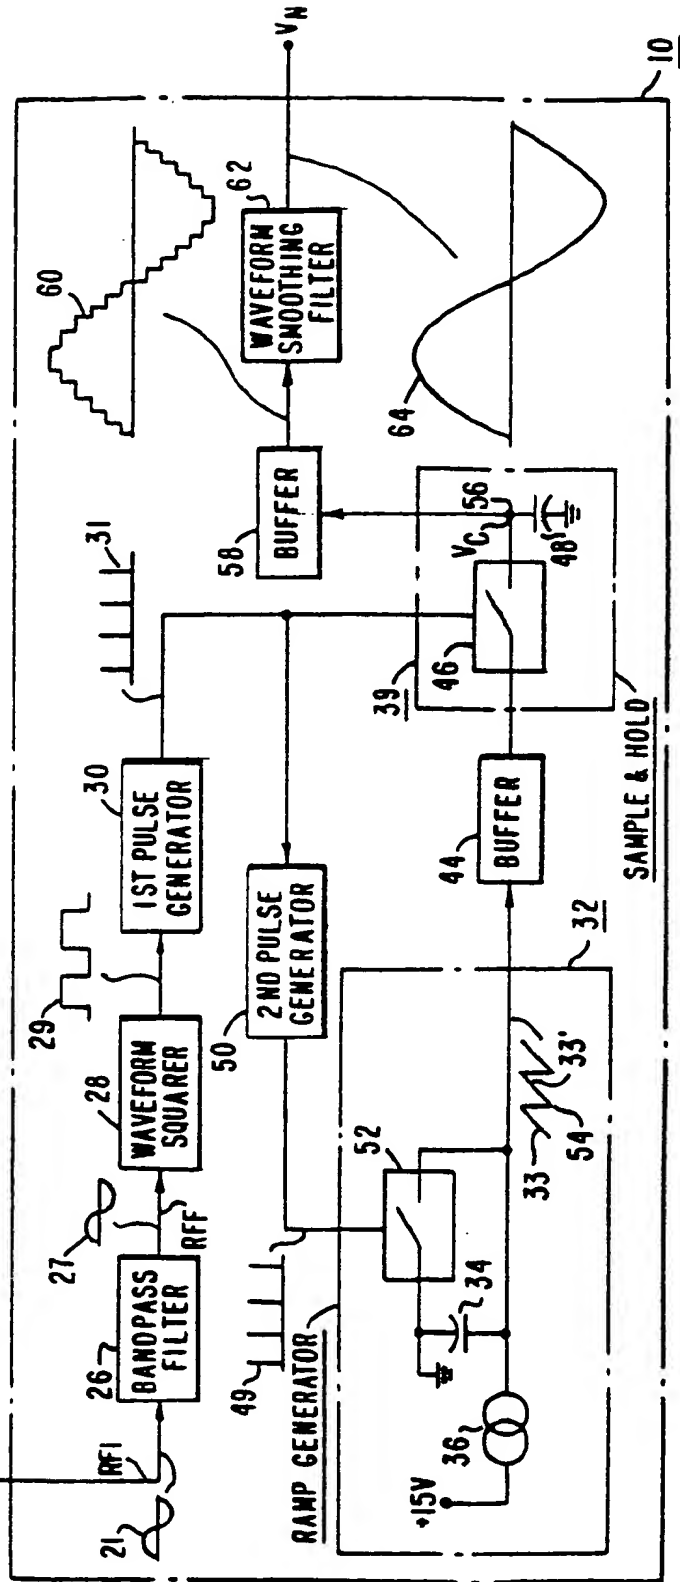 10
21
RFI
26
BANDPASS
FILTER
27
RFF
28
WAVEFORM
SQUARER
29
30
1ST PULSE
GENERATOR
31
60
49
50
2ND PULSE
GENERATOR
58
BUFFER
62
WAVEFORM
SMOOTHING
FILTER
VN
RAMP GENERATOR
+15V
36
34
52
33
54
33'
32
44
BUFFER
39
46
VC
56
48
SAMPLE & HOLD
64